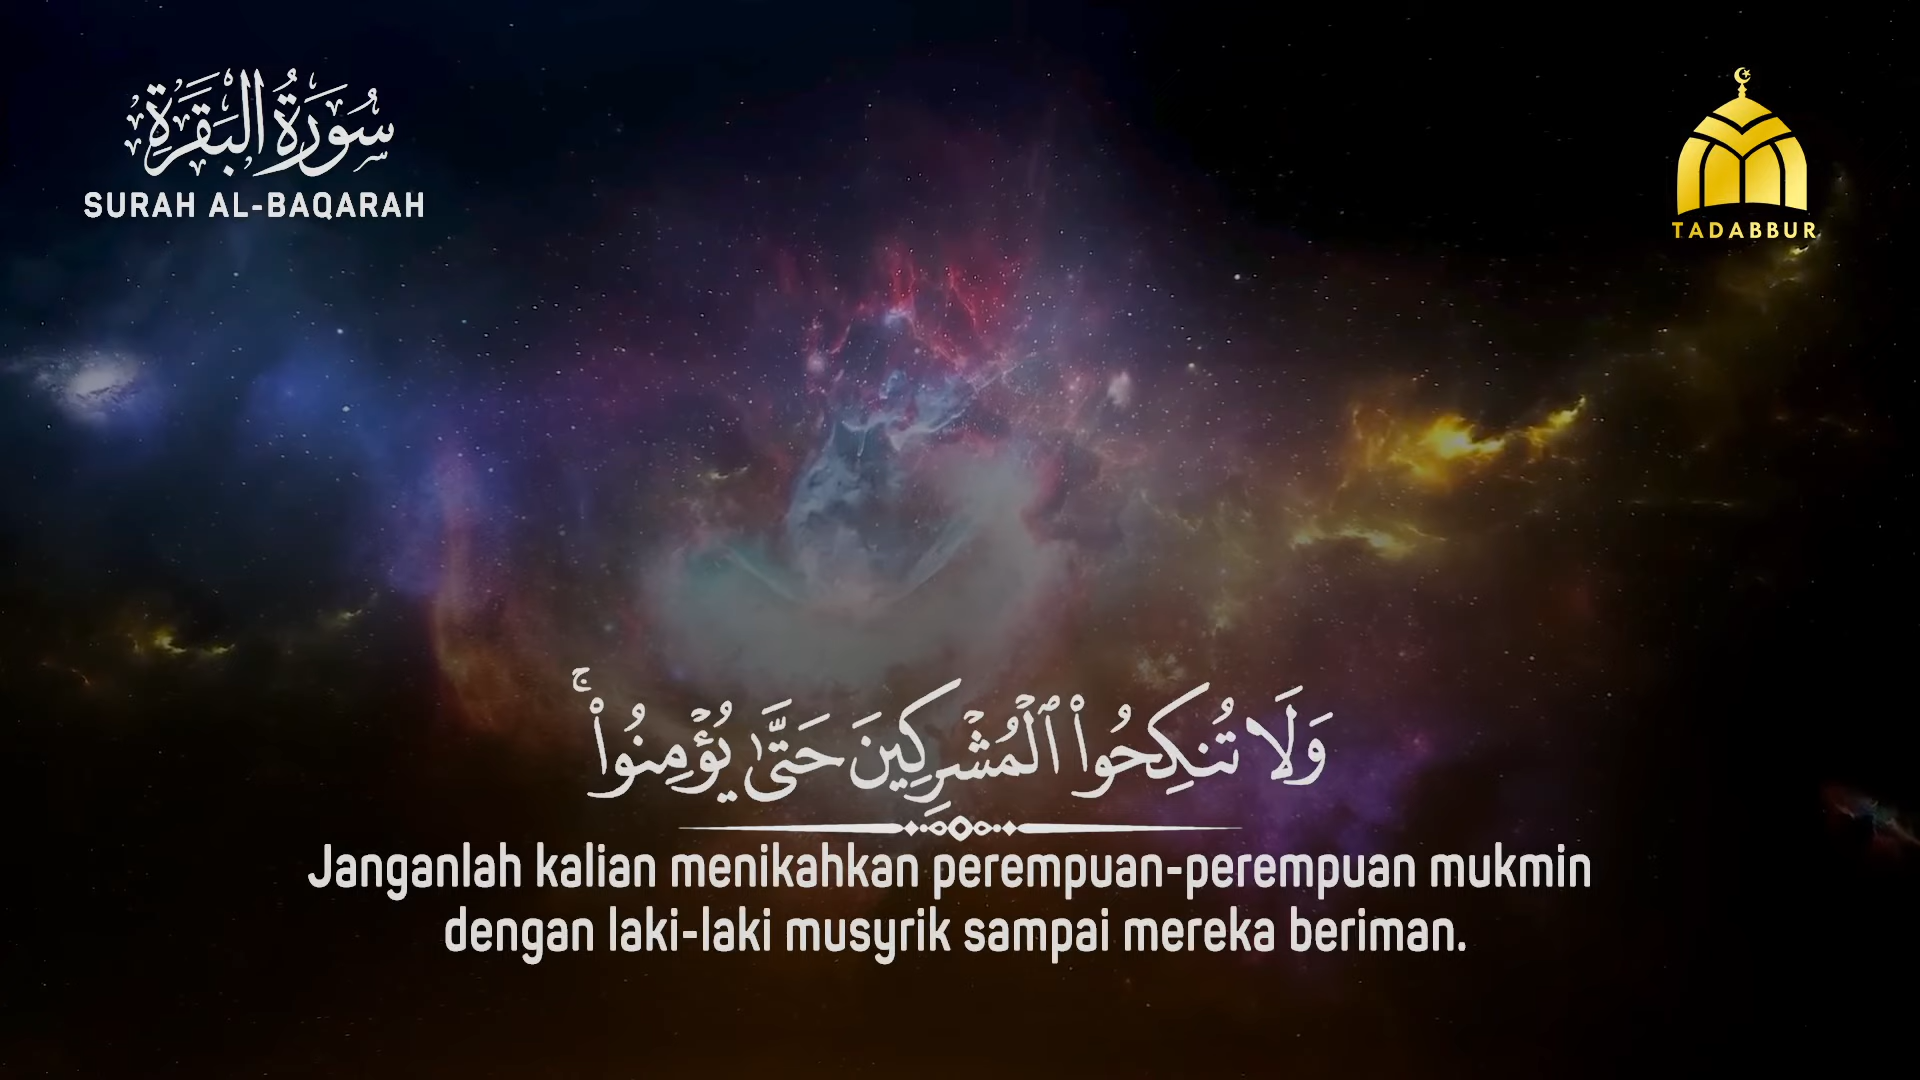 سُورَةُ الْبَقَرَةِ
SURAH AL-BAQARAH
TADABBUR
وَلَا تُنكِحُوا۟ ٱلْمُشْرِكِينَ حَتَّىٰ يُؤْمِنُوا۟ ۚ
Janganlah kalian menikahkan perempuan-perempuan mukmin
dengan laki-laki musyrik sampai mereka beriman.